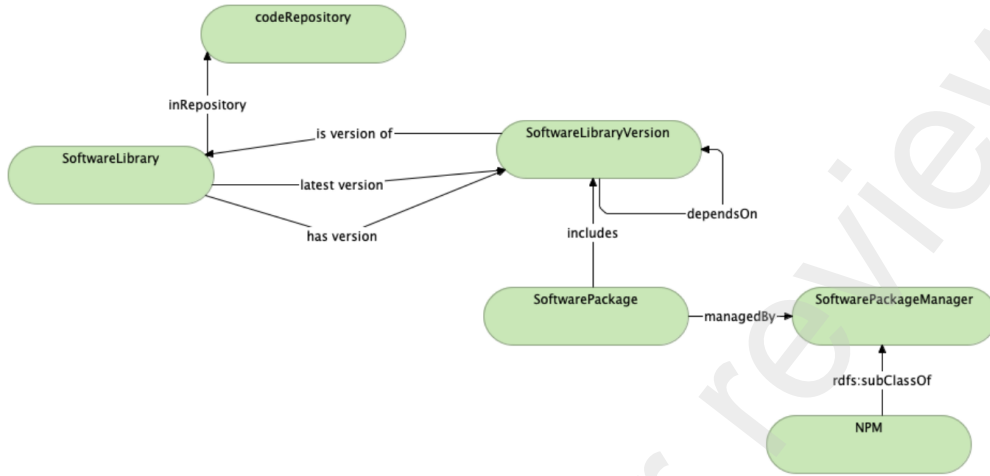 codeRepository
inRepository
is version of
SoftwareLibraryVersion
SoftwareLibrary
latest version
dependsOn
has version
includes
SoftwarePackage
SoftwarePackageManager
managedBy
rdfs:subClassOf
NPM
r review